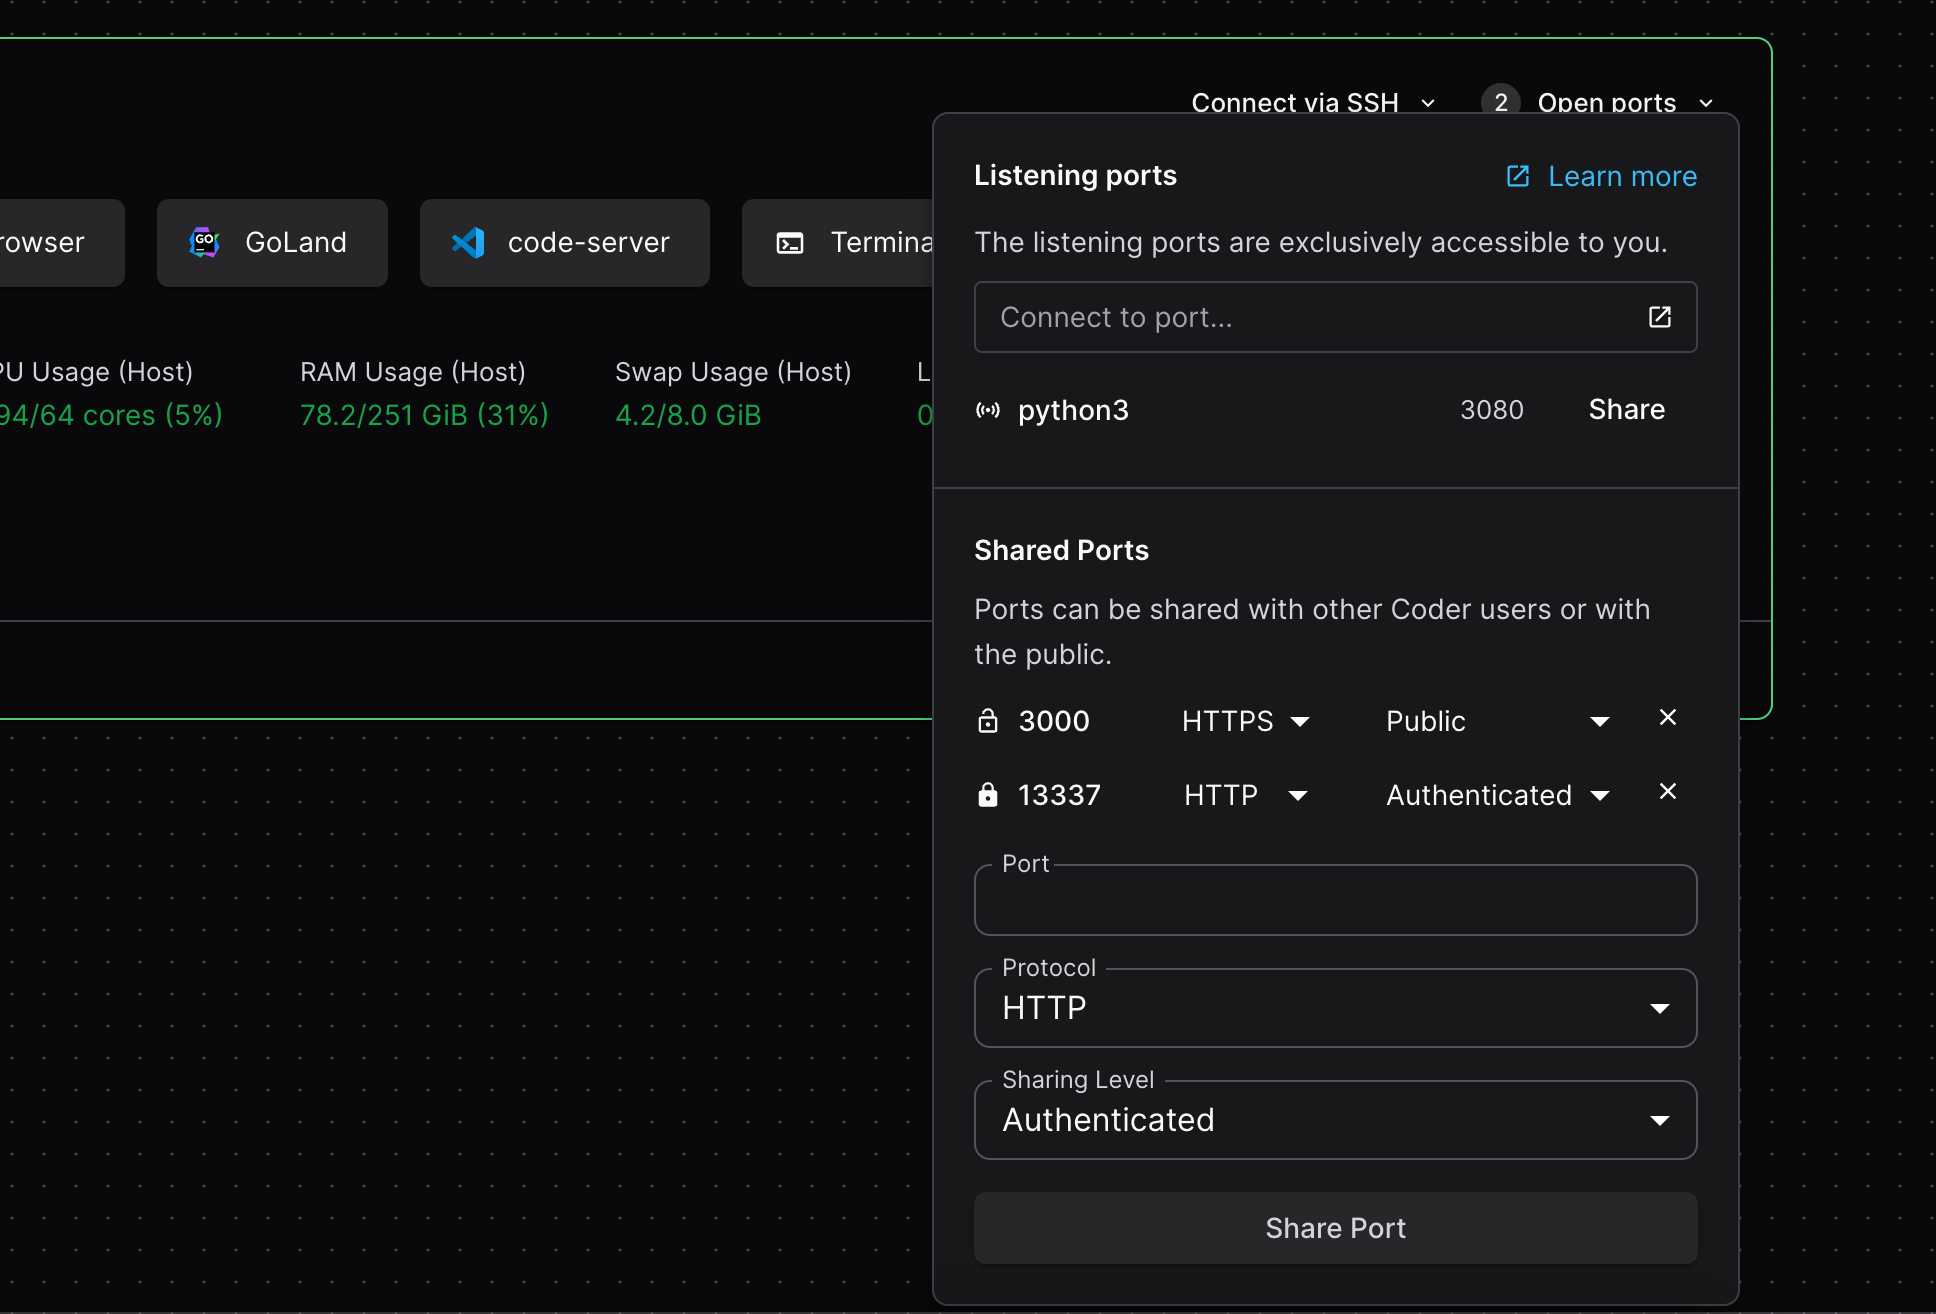 Connect via SSH
2 Open ports
Listening ports
Learn more
The listening ports are exclusively accessible to you.
Connect to port...
python3 3080 Share
Shared Ports
Ports can be shared with other Coder users or with
the public.
3000 HTTPS Public
13337 HTTP Authenticated
Port
Protocol
HTTP
Sharing Level
Authenticated
Share Port
rowser
GO
GoLand
code-server
Termina
PU Usage (Host)
94/64 cores (5%)
RAM Usage (Host)
78.2/251 GiB (31%)
Swap Usage (Host)
4.2/8.0 GiB
L
0